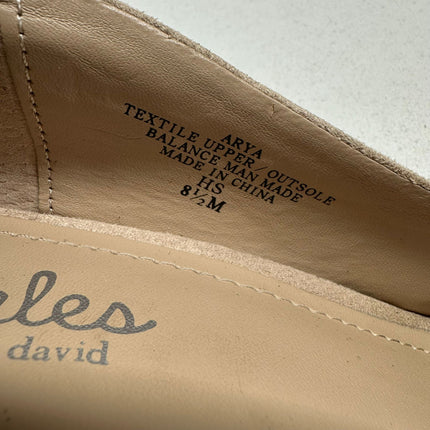 ARYA
TEXTILE UPPER/OUTSOLE
BALANCE MAN MADE
MADE IN CHINA
HS
8½M
les
david